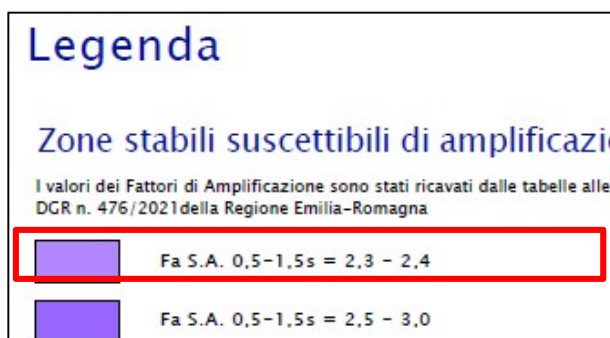 Legenda
Zone stabili suscettibili di
I valori dei Fattori di Amplificazione sono stati ricavati dalle tabelle
DGR n. 476/2021della Regione Emilia-Romagna
Fa S.A. 0,5-1,5s = 2,3 - 2,4
Fa S.A. 0,5-1,5s = 2,5 - 3,0